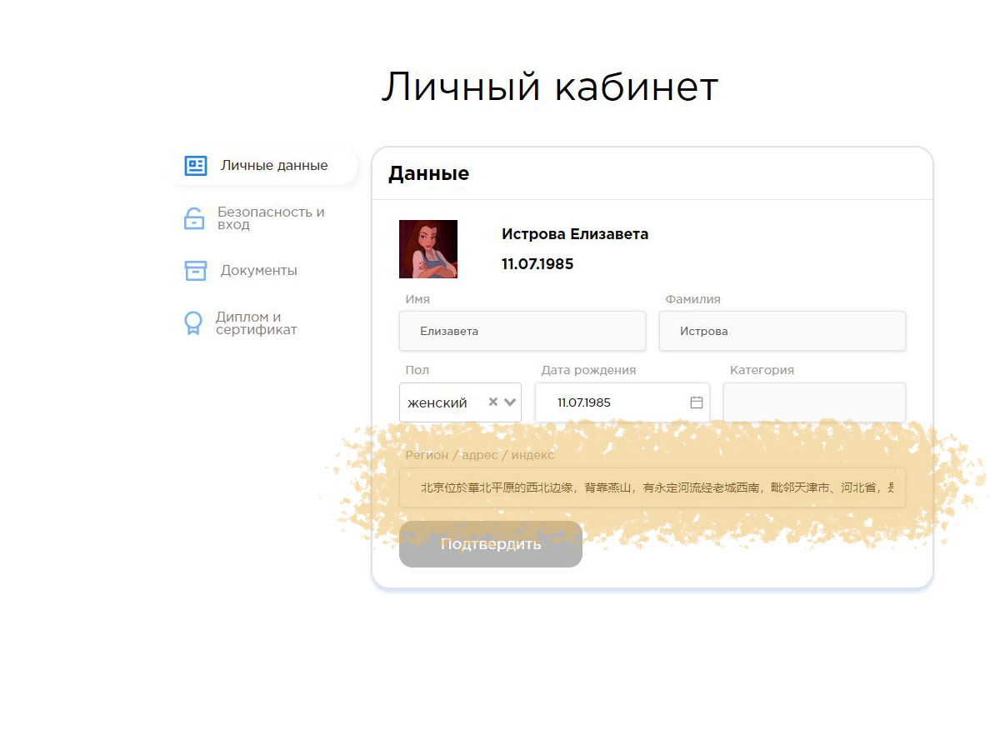 Личный кабинет
Личные данные
Безопасность и
вход
Документы
Диплом и
сертификат
Данные
Истрова Елизавета
11.07.1985
Имя
Фамилия
Елизавета
Истрова
Пол
Дата рождения
Категория
женский
11.07.1985
Регион / адрес / индекс
北京位於華北平原的西北边缘，背靠燕山，有永定河流经老城西南，毗邻天津市、河北省，
Подтвердить